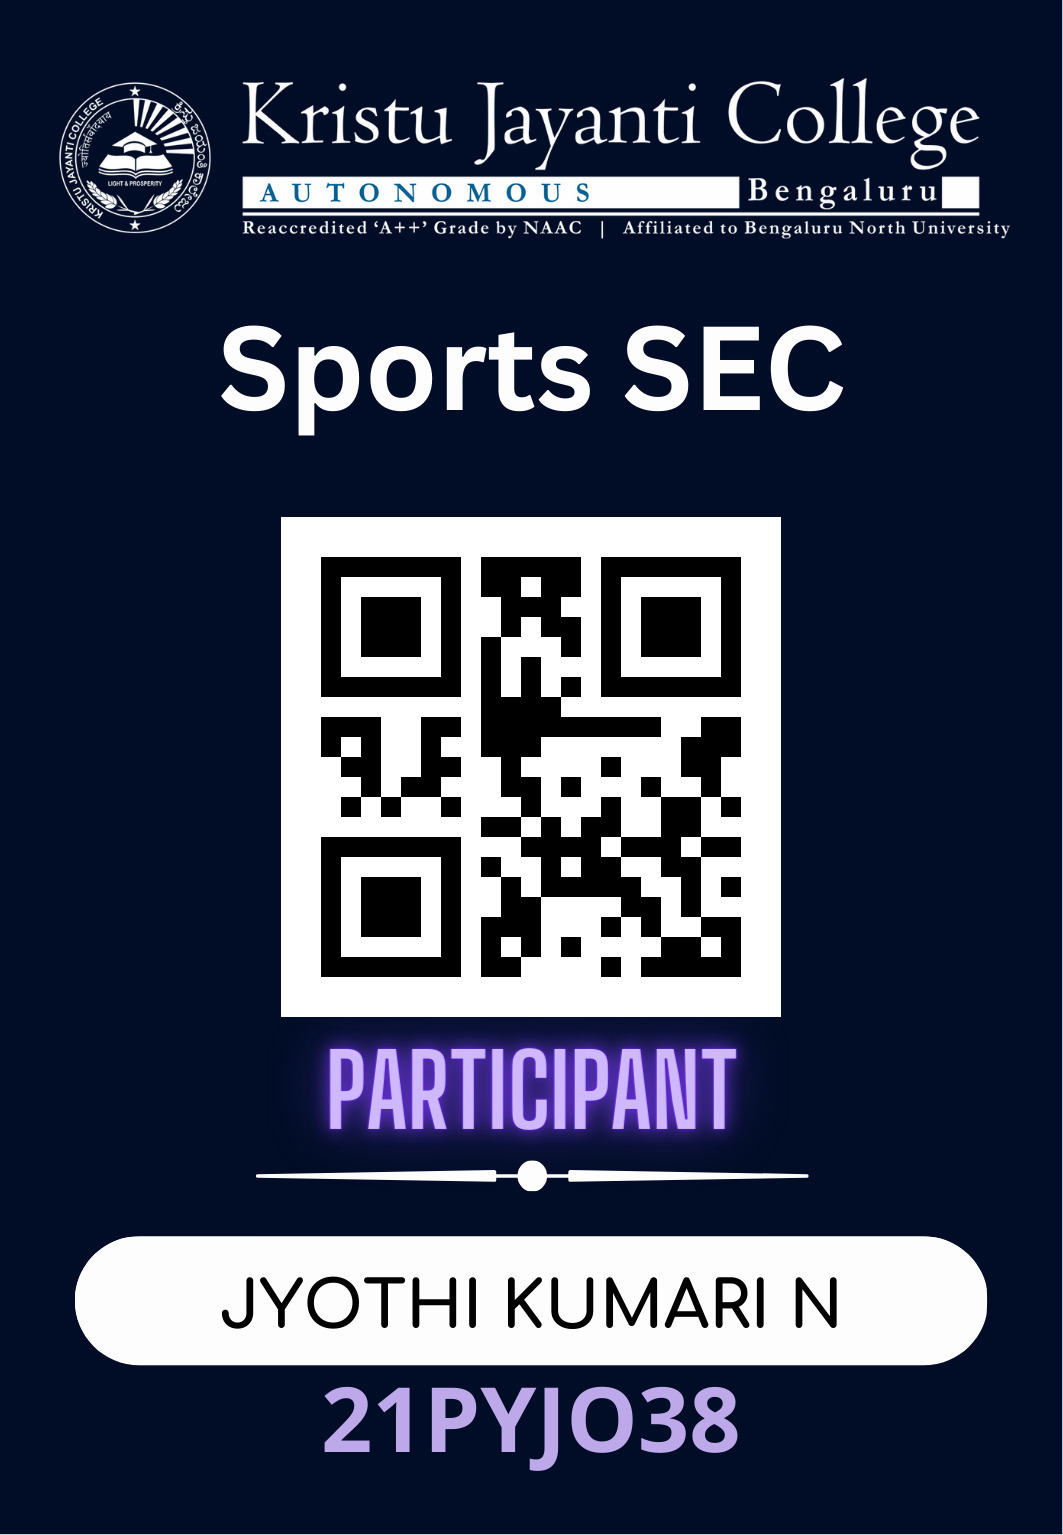 KRISTU JAYANTI COLLEGE
LIGHT & PROSPERITY
Kristu Jayanti College
AUTONOMOUS Bengaluru
Reaccredited ‘A++’ Grade by NAAC | Affiliated to Bengaluru North University
Sports SEC
PARTICIPANT
JYOTHI KUMARI N
21PYJO38